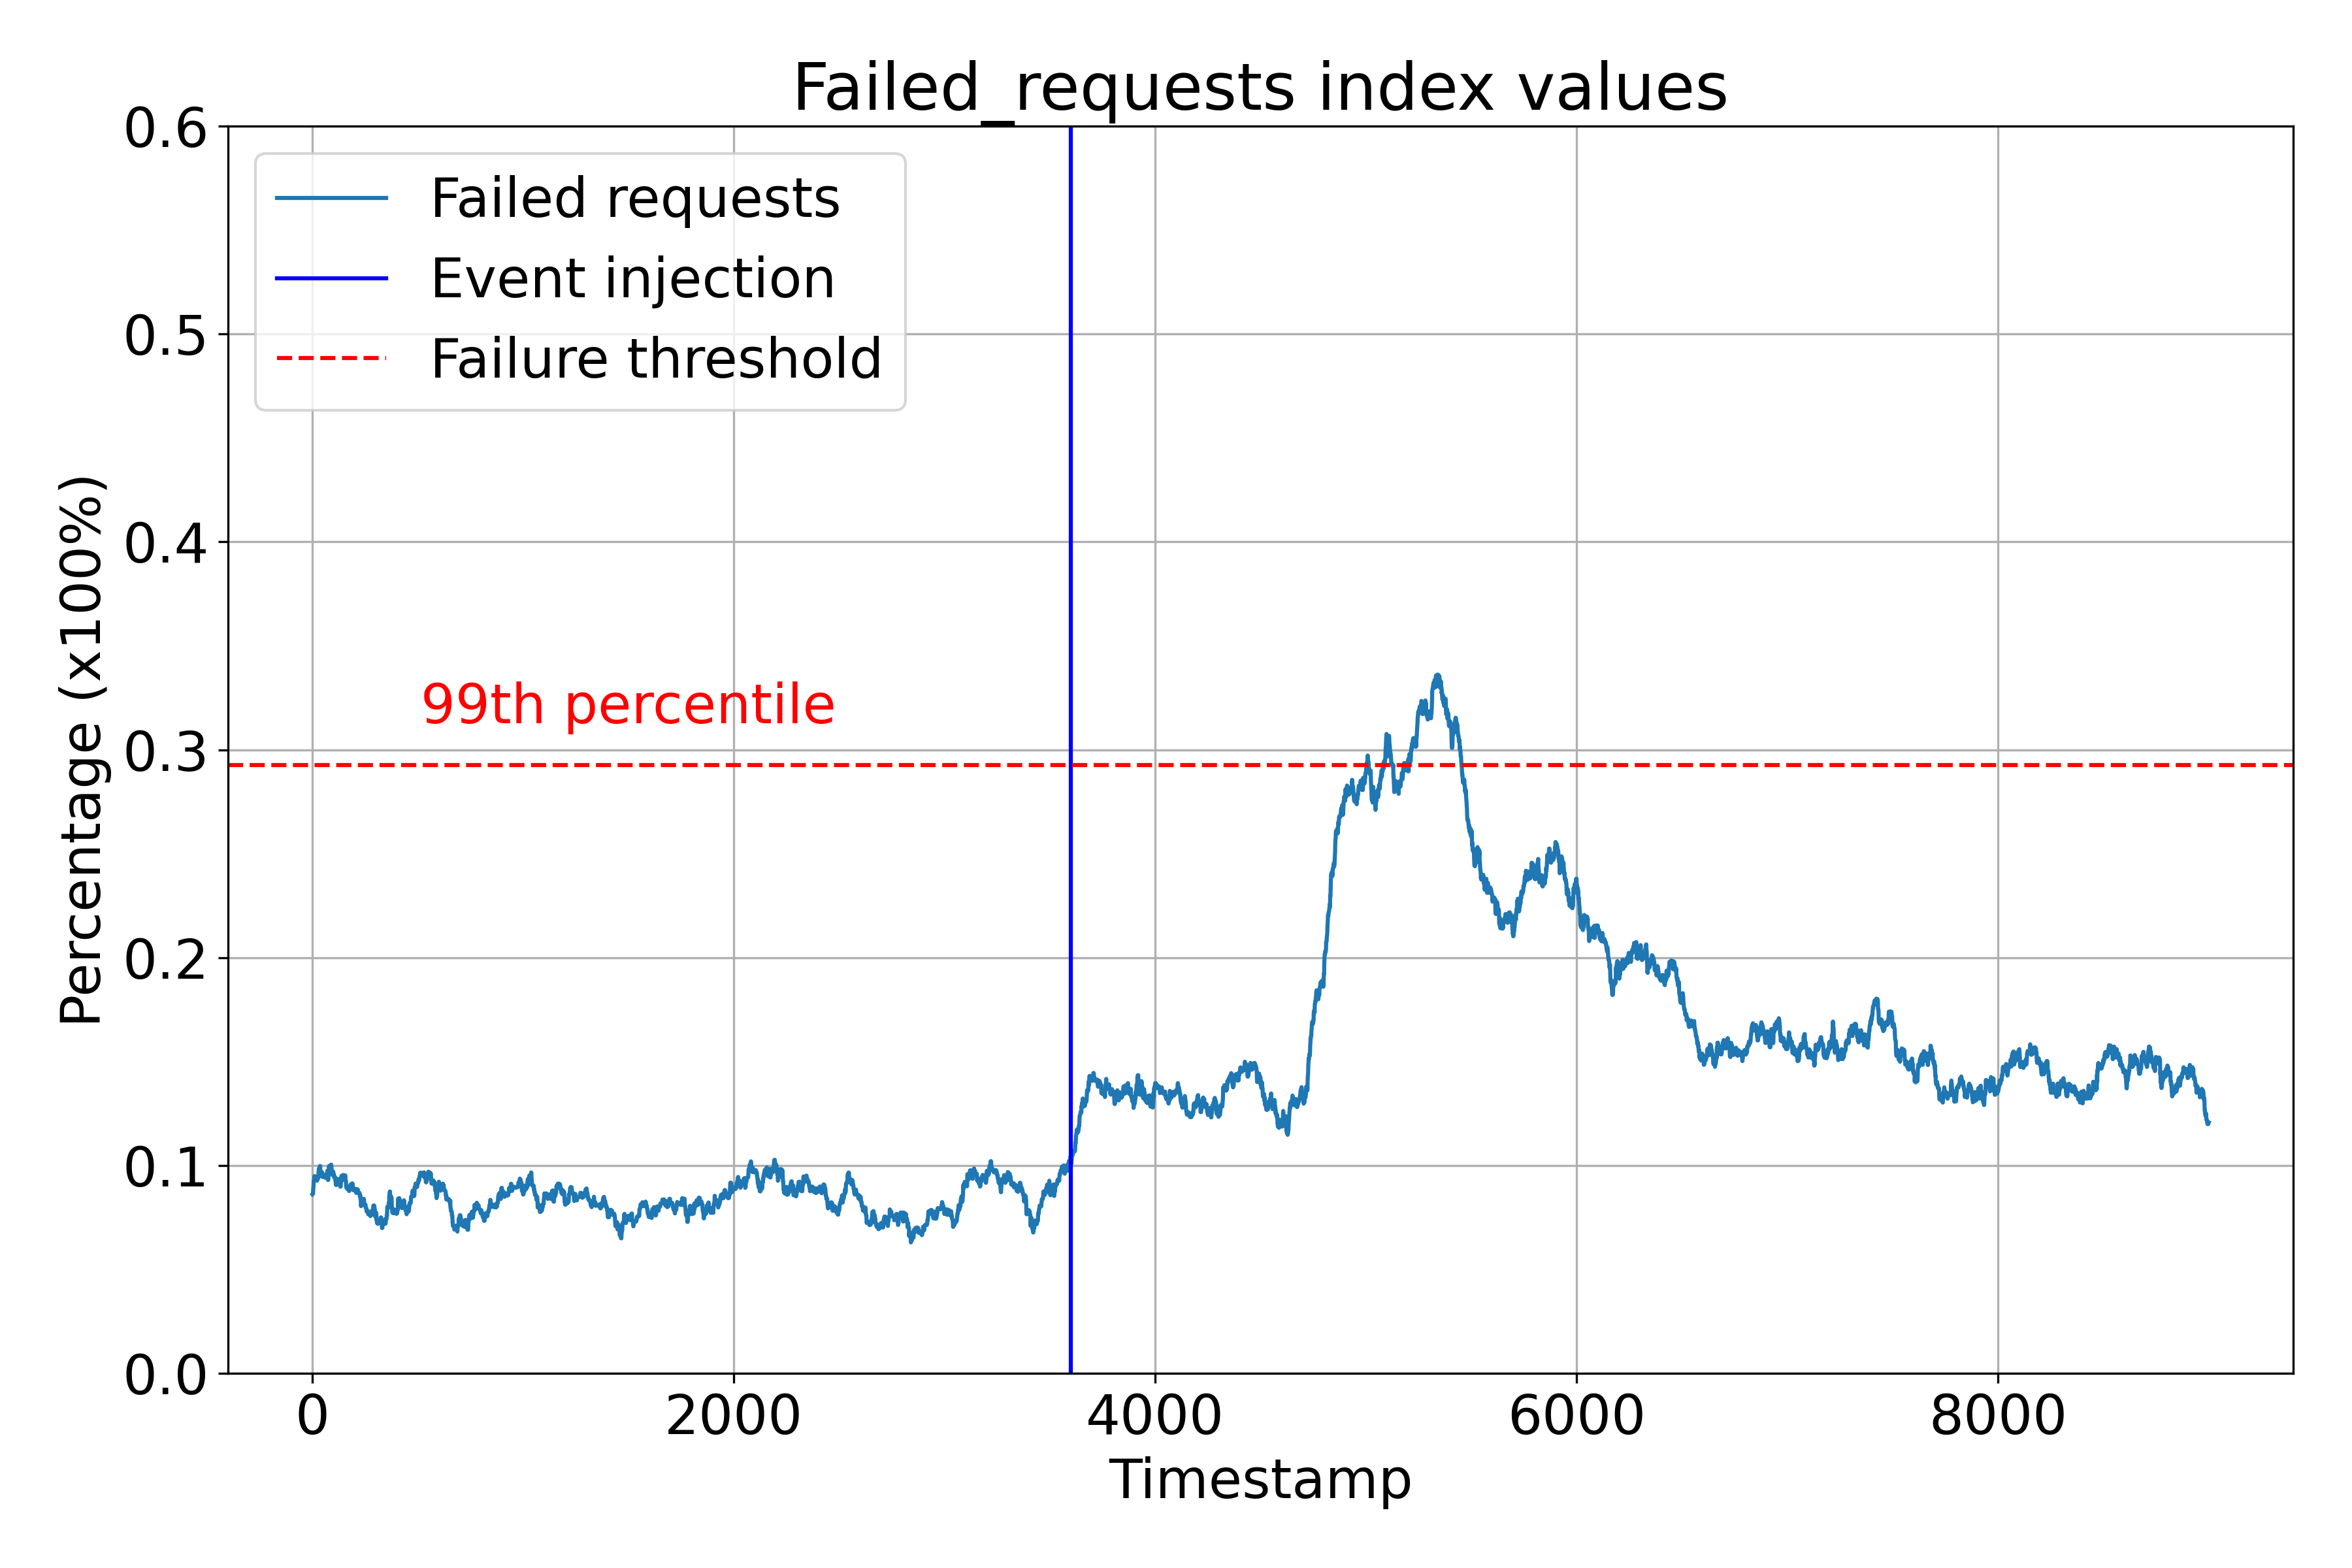 Failed_requests index values
0.6
Failed requests
Event injection
Failure threshold
0.5
0.4
Percentage (x100%)
99th percentile
0.3
0.2
0.1
0.0
0 2000 4000 6000 8000
Timestamp